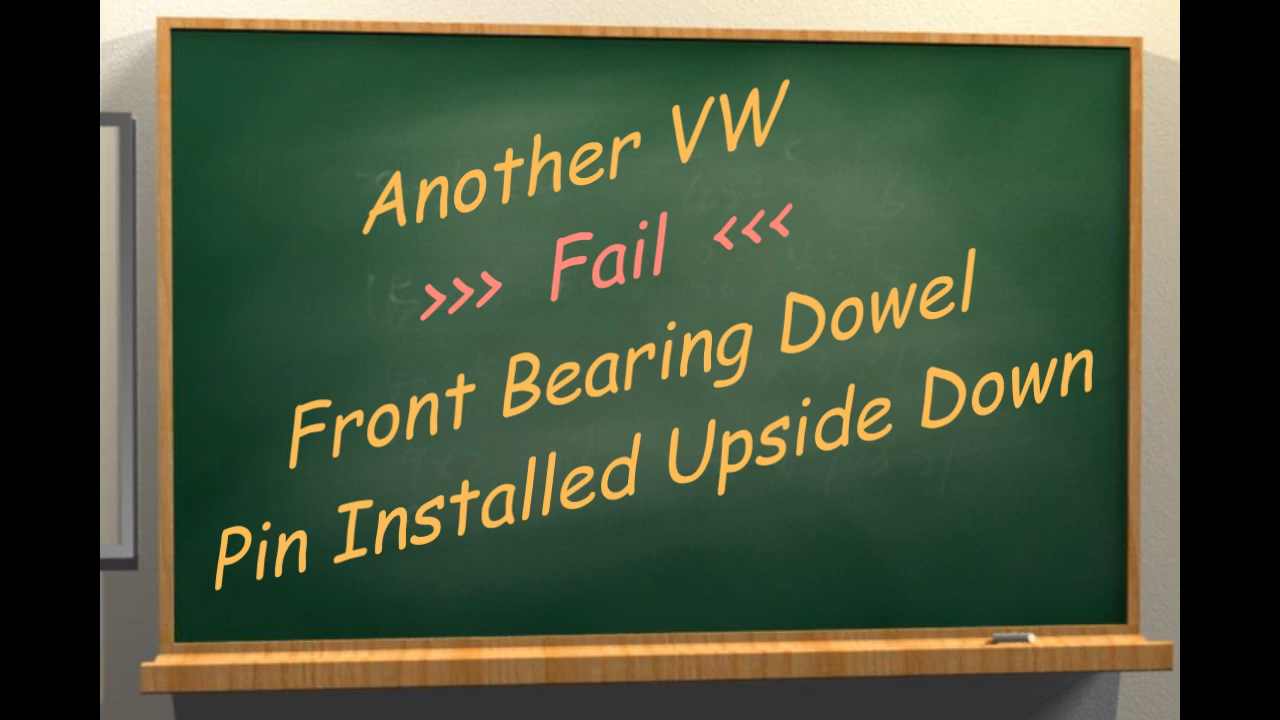 Another VW
>>> Fail <<<
Front Bearing Dowel
Pin Installed Upside Down